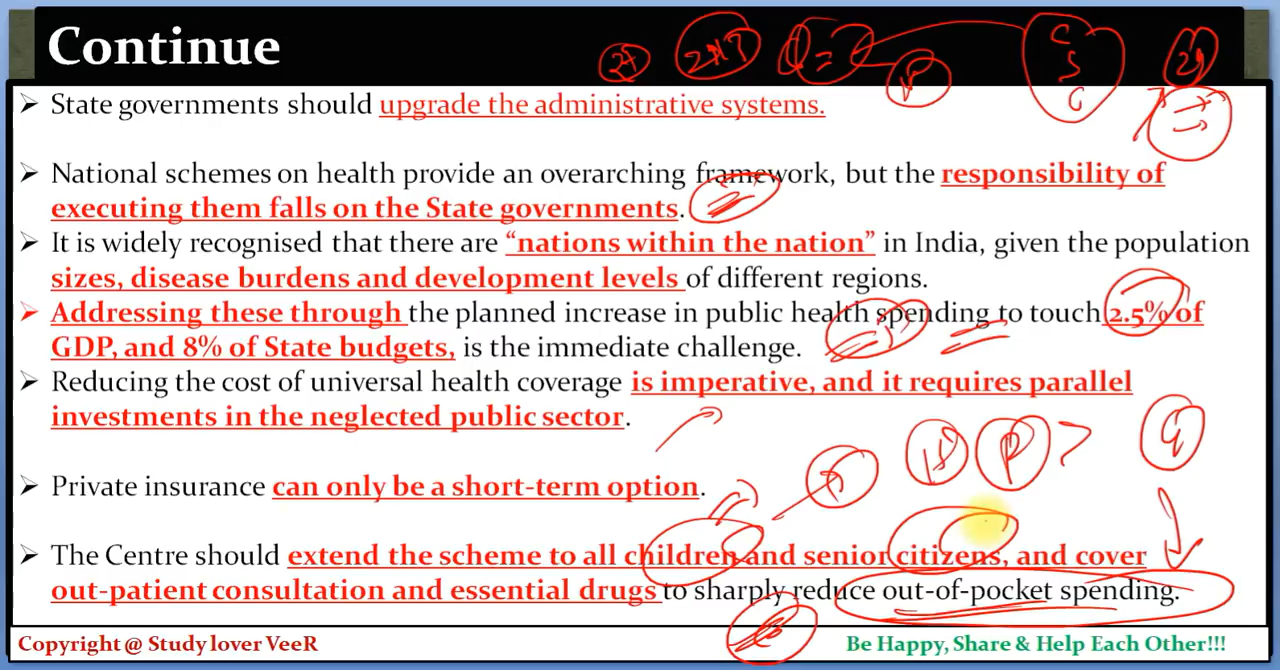 Continue
➢ State governments should upgrade the administrative systems.
➢ National schemes on health provide an overarching framework, but the responsibility of
executing them falls on the State governments.
➢ It is widely recognised that there are “nations within the nation” in India, given the population
sizes, disease burdens and development levels of different regions.
➢ Addressing these through the planned increase in public health spending to touch 2.5% of
GDP, and 8% of State budgets, is the immediate challenge.
➢ Reducing the cost of universal health coverage is imperative, and it requires parallel
investments in the neglected public sector.
➢ Private insurance can only be a short-term option.
➢ The Centre should extend the scheme to all children and senior citizens, and cover
out-patient consultation and essential drugs to sharply reduce out-of-pocket spending.
Copyright @ Study lover VeeR
Be Happy, Share & Help Each Other!!!